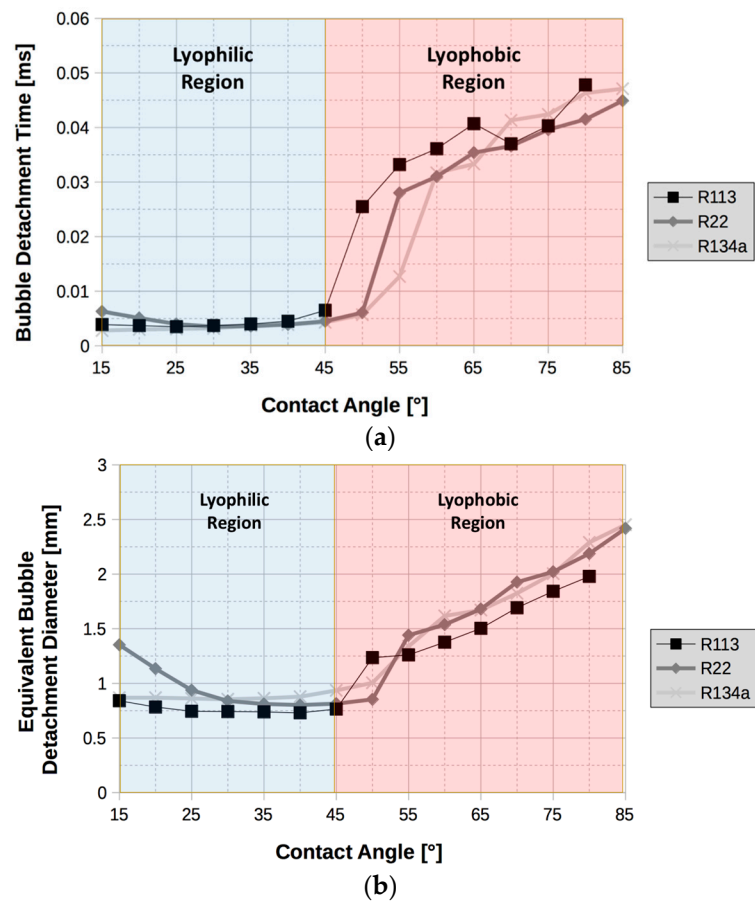 0.06
0.05
0.04
0.03
0.02
0.01
0
Bubble Detachment Time [ms]
Lyophilic
Region
Lyophobic
Region
15 25 35 45 55 65 75 85
Contact Angle [°]
R113
R22
R134a
(a)
3
2.5
2
1.5
1
0.5
0
Equivalent Bubble
Detachment Diameter [mm]
Lyophilic
Region
Lyophobic
Region
15 25 35 45 55 65 75 85
Contact Angle [°]
R113
R22
R134a
(b)